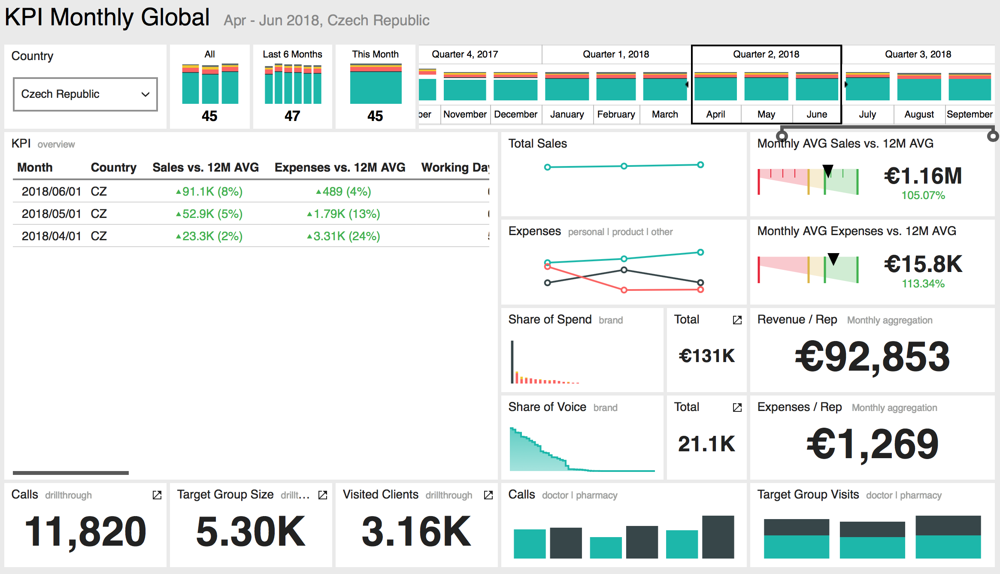 KPI Monthly Global Apr - Jun 2018, Czech Republic
Country
Czech Republic
All
45
Last 6 Months
47
This Month
45
Quarter 4, 2017 Quarter 1, 2018 Quarter 2, 2018 Quarter 3, 2018
ber November December January February March April May June July August September
KPI overview
Month Country Sales vs. 12M AVG Expenses vs. 12M AVG Working Day
2018/06/01 CZ ▲91.1K (8%) ▲489 (4%)
2018/05/01 CZ ▲52.9K (5%) ▲1.79K (13%)
2018/04/01 CZ ▲23.3K (2%) ▲3.31K (24%)
Total Sales
Monthly AVG Sales vs. 12M AVG
€1.16M
105.07%
Expenses personal | product | other
Monthly AVG Expenses vs. 12M AVG
€15.8K
113.34%
Share of Spend brand
Total
€131K
Revenue / Rep Monthly aggregation
€92,853
Share of Voice brand
Total
21.1K
Expenses / Rep Monthly aggregation
€1,269
Calls drillthrough
11,820
Target Group Size drillt...
5.30K
Visited Clients drillthrough
3.16K
Calls doctor | pharmacy
Target Group Visits doctor | pharmacy